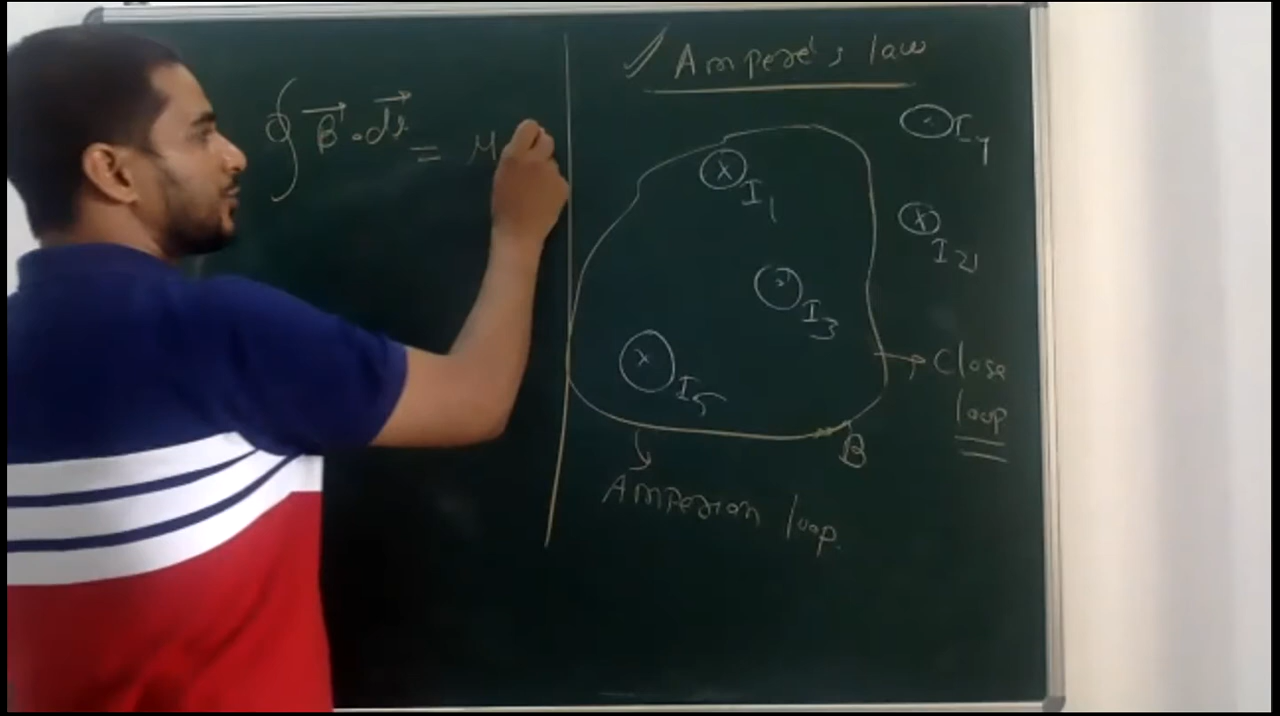 ∮ B⃗ . dl⃗ = μ
Ampere's law
I4
I1
I2
I3
I5
Close
loop
B
Amperian loop.